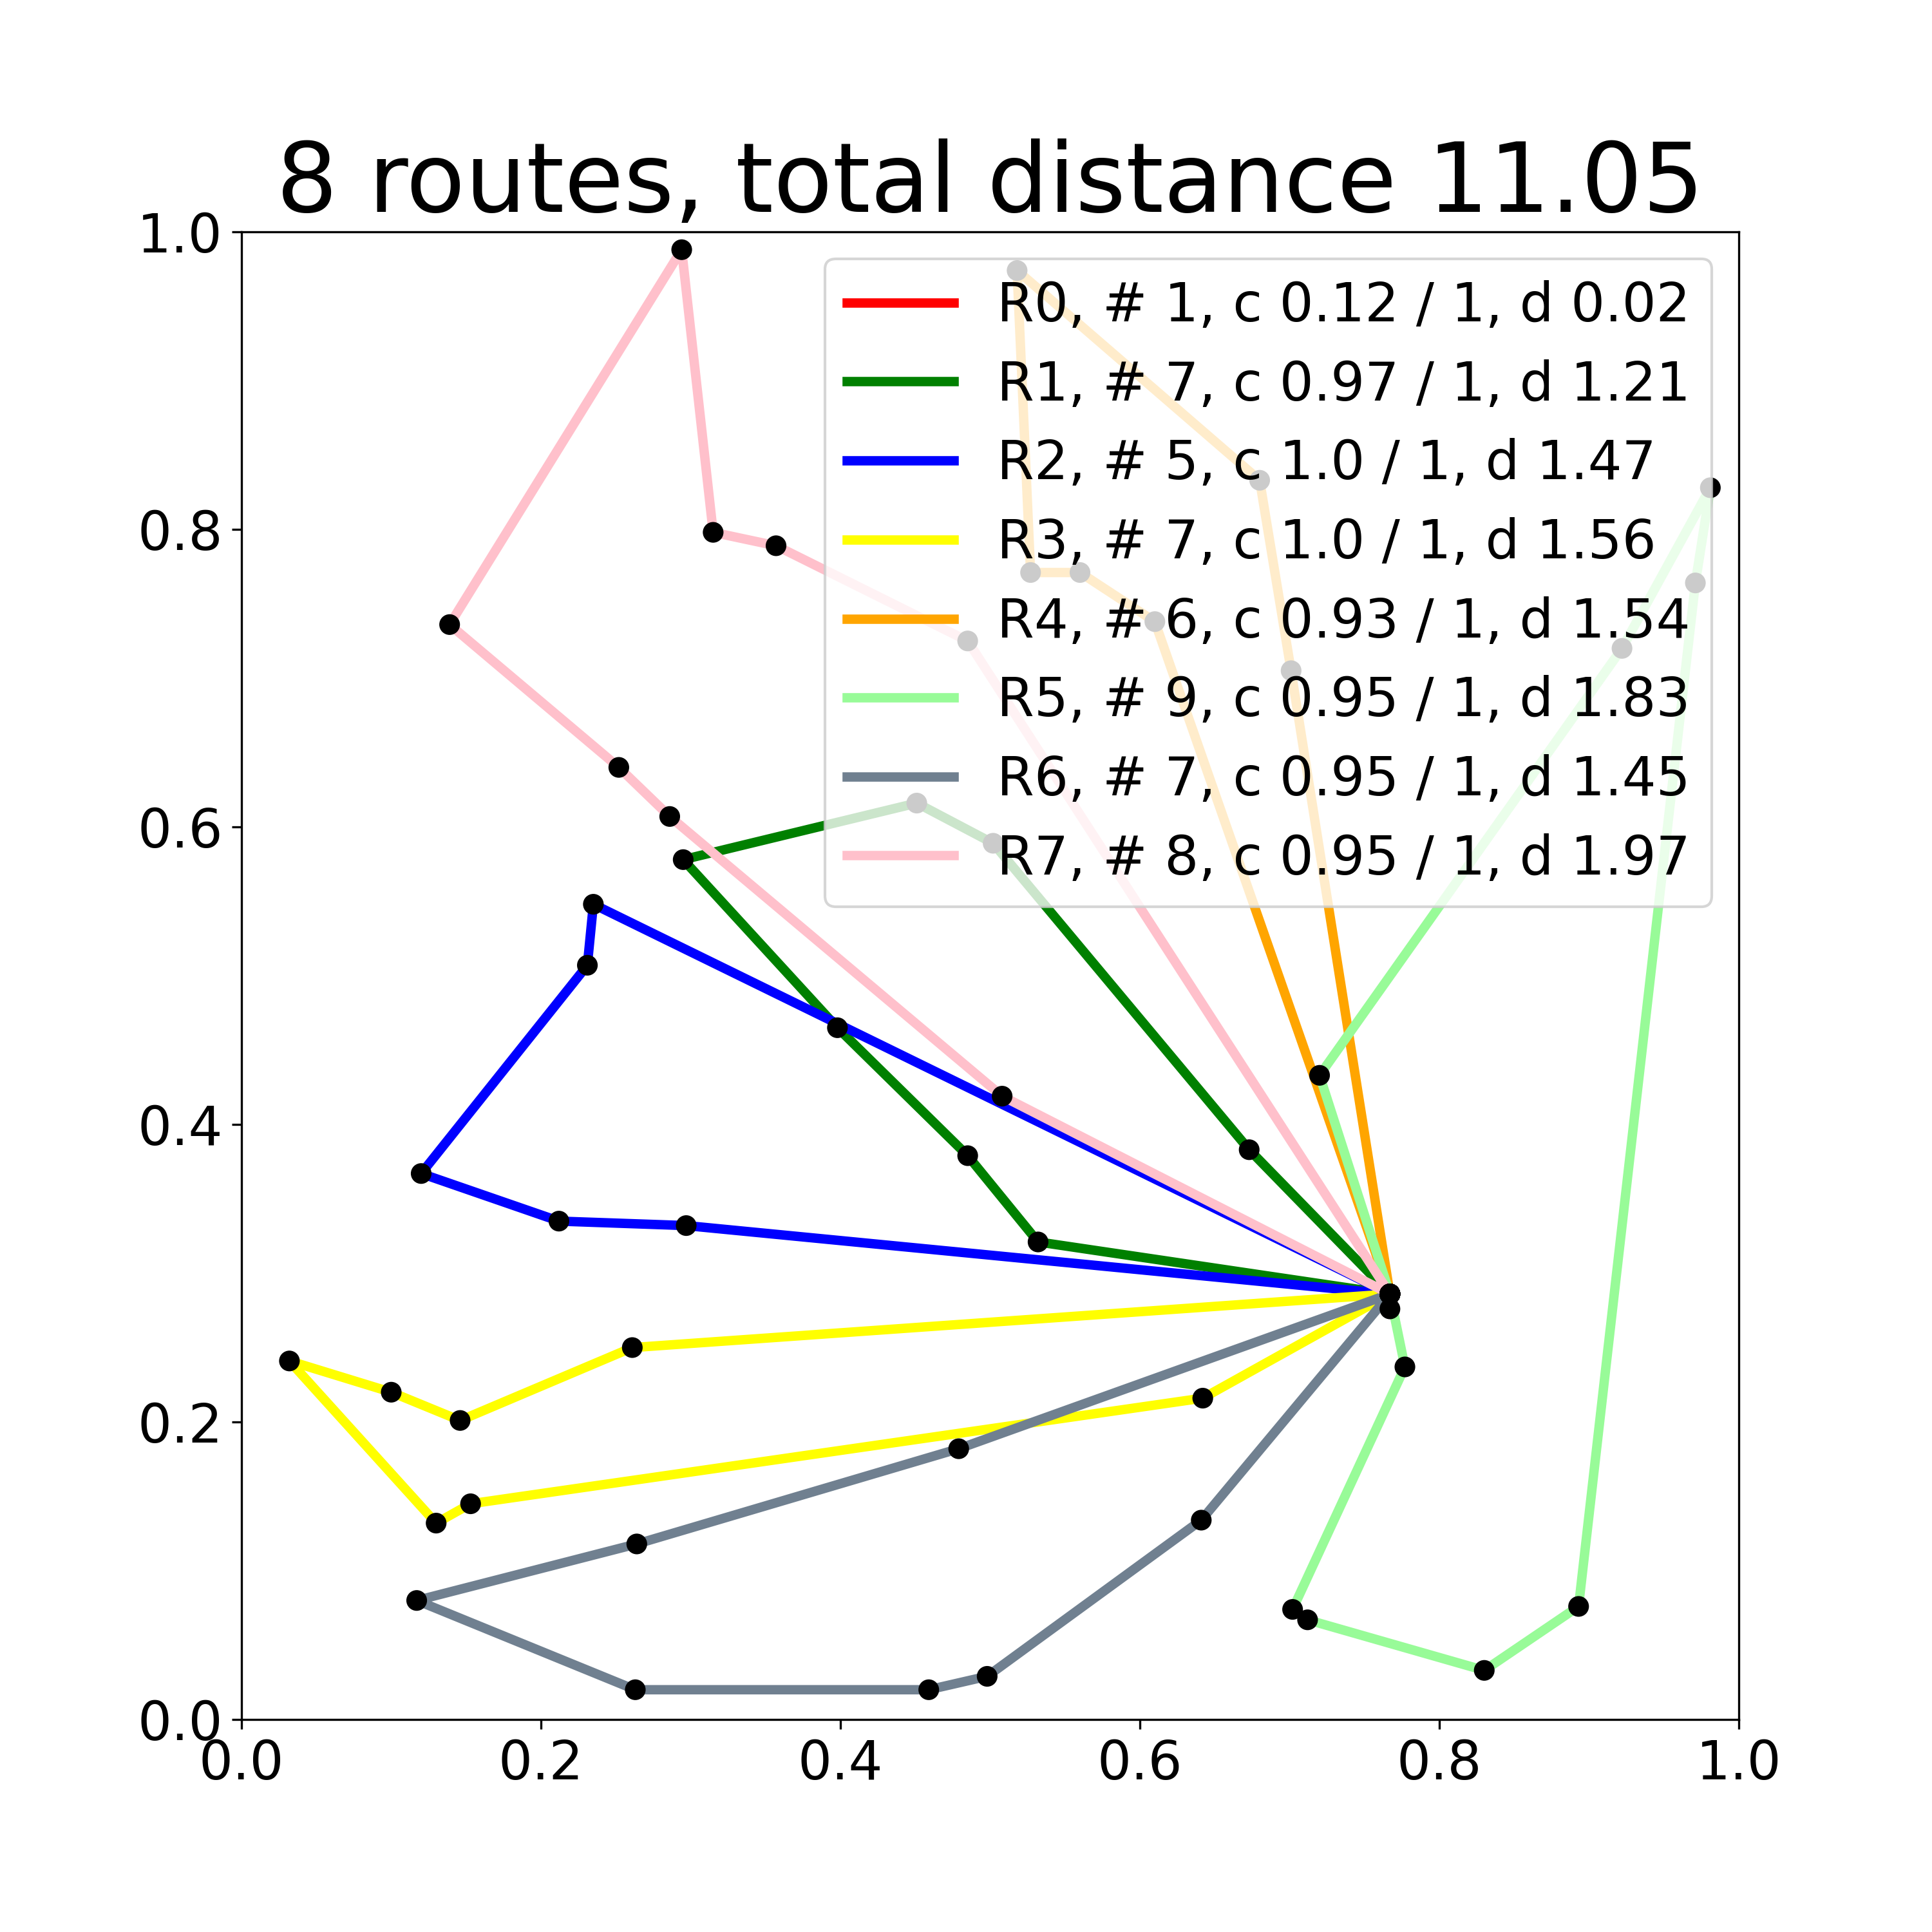 8 routes, total distance 11.05
1.0
0.8
0.6
0.4
0.2
0.0
R0, # 1, c 0.12 / 1, d 0.02
R1, # 7, c 0.97 / 1, d 1.21
R2, # 5, c 1.0 / 1, d 1.47
R3, # 7, c 1.0 / 1, d 1.56
R4, # 6, c 0.93 / 1, d 1.54
R5, # 9, c 0.95 / 1, d 1.83
R6, # 7, c 0.95 / 1, d 1.45
R7, # 8, c 0.95 / 1, d 1.97
0.0 0.2 0.4 0.6 0.8 1.0